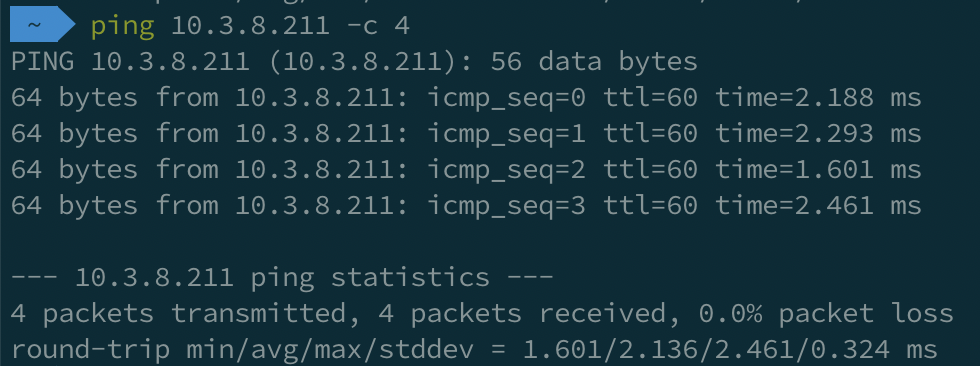 ~ ping 10.3.8.211 -c 4
PING 10.3.8.211 (10.3.8.211): 56 data bytes
64 bytes from 10.3.8.211: icmp_seq=0 ttl=60 time=2.188 ms
64 bytes from 10.3.8.211: icmp_seq=1 ttl=60 time=2.293 ms
64 bytes from 10.3.8.211: icmp_seq=2 ttl=60 time=1.601 ms
64 bytes from 10.3.8.211: icmp_seq=3 ttl=60 time=2.461 ms
--- 10.3.8.211 ping statistics ---
4 packets transmitted, 4 packets received, 0.0% packet loss
round-trip min/avg/max/stddev = 1.601/2.136/2.461/0.324 ms